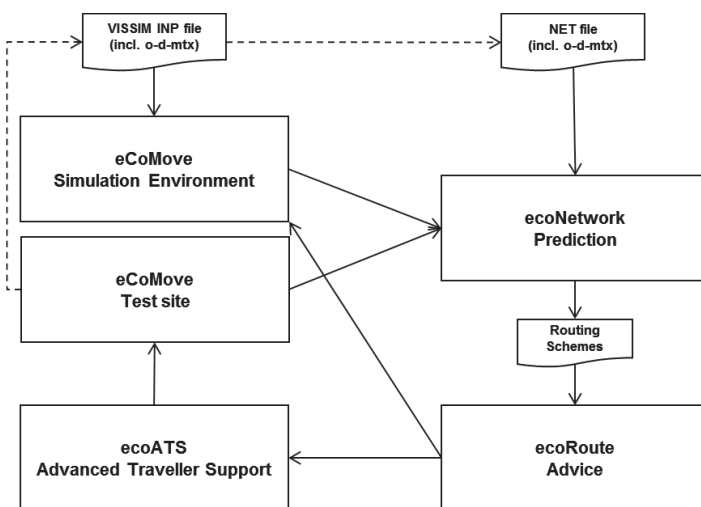 VISSIM INP file
(incl. o-d-mtx)
NET file
(incl. o-d-mtx)
eCoMove
Simulation Environment
ecoNetwork
Prediction
eCoMove
Test site
Routing
Schemes
ecoATS
Advanced Traveller Support
ecoRoute
Advice